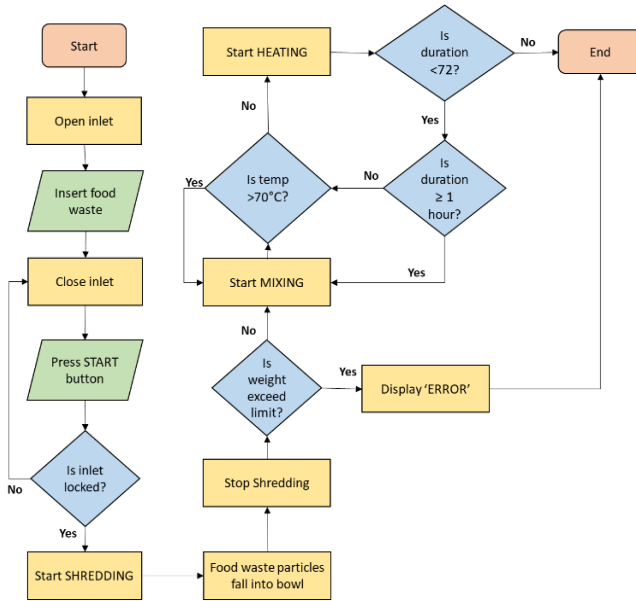 Start
Open inlet
Insert food
waste
Close inlet
Press START
button
Is inlet
locked?
No
Yes
Start SHREDDING
Food waste particles
fall into bowl
Stop Shredding
Is
weight
exceed
limit?
Yes
Display ‘ERROR’
No
Start MIXING
Is temp
>70°C?
Yes
No
Start HEATING
Is
duration
<72?
No
End
Yes
Is
duration
≥ 1
hour?
No
Yes